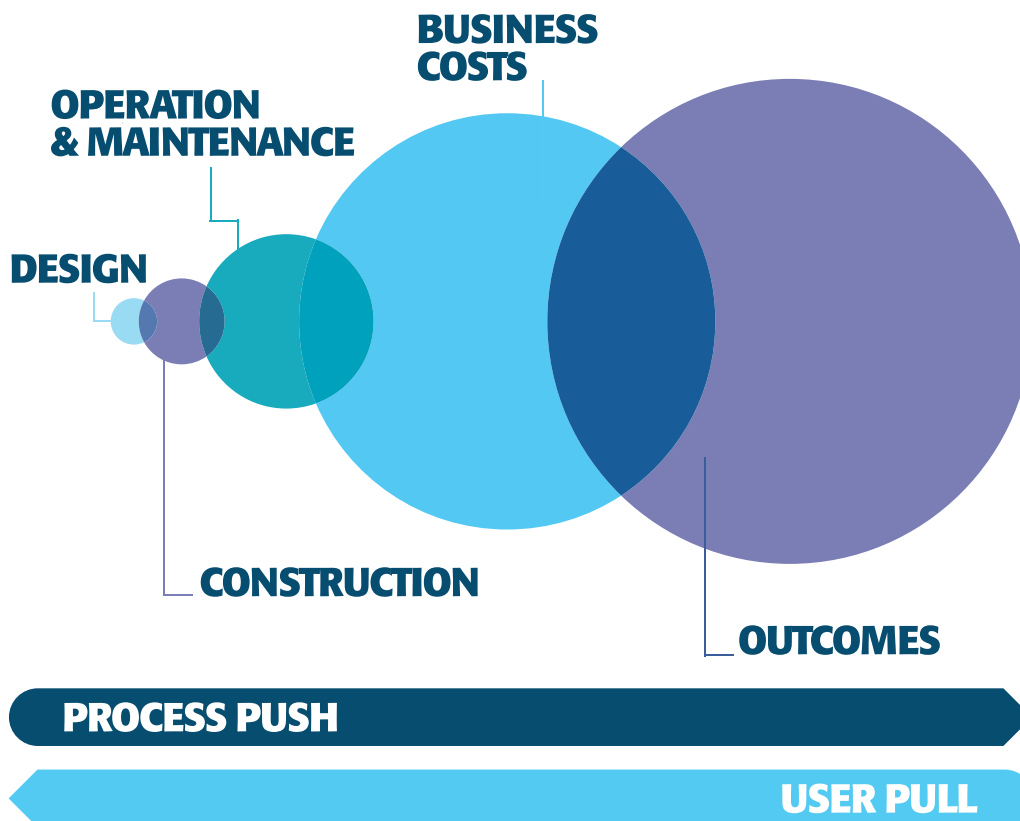 BUSINESS
COSTS
OPERATION
& MAINTENANCE
DESIGN
CONSTRUCTION
OUTCOMES
PROCESS PUSH
USER PULL